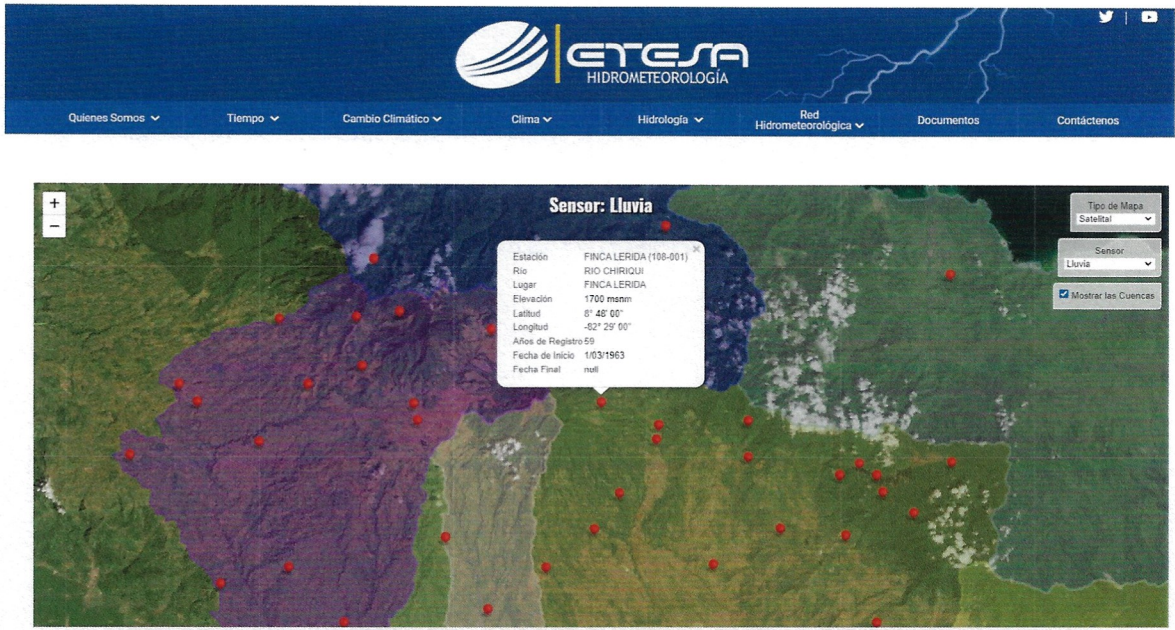 ETESA
HIDROMETEOROLOGÍA
Quienes Somos
Tiempo
Cambio Climático
Clima
Hidrología
Red
Hidrometeorológica
Documentos
Contáctenos
+
−
Sensor: Lluvia
Tipo de Mapa
Satelital
Sensor
Lluvia
Mostrar las Cuencas
×
Estación FINCA LERIDA (108-001)
Río RIO CHIRIQUI
Lugar FINCA LERIDA
Elevación 1700 msnm
Latitud 8° 48' 00"
Longitud -82° 29' 00"
Años de Registro 59
Fecha de Inicio 1/03/1963
Fecha Final null